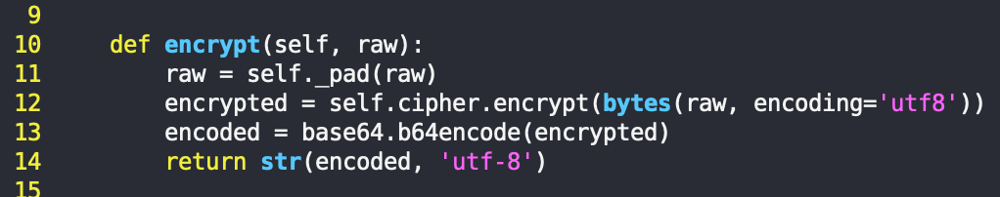 9
10     def encrypt(self, raw):
11         raw = self._pad(raw)
12         encrypted = self.cipher.encrypt(bytes(raw, encoding='utf8'))
13         encoded = base64.b64encode(encrypted)
14         return str(encoded, 'utf-8')
15